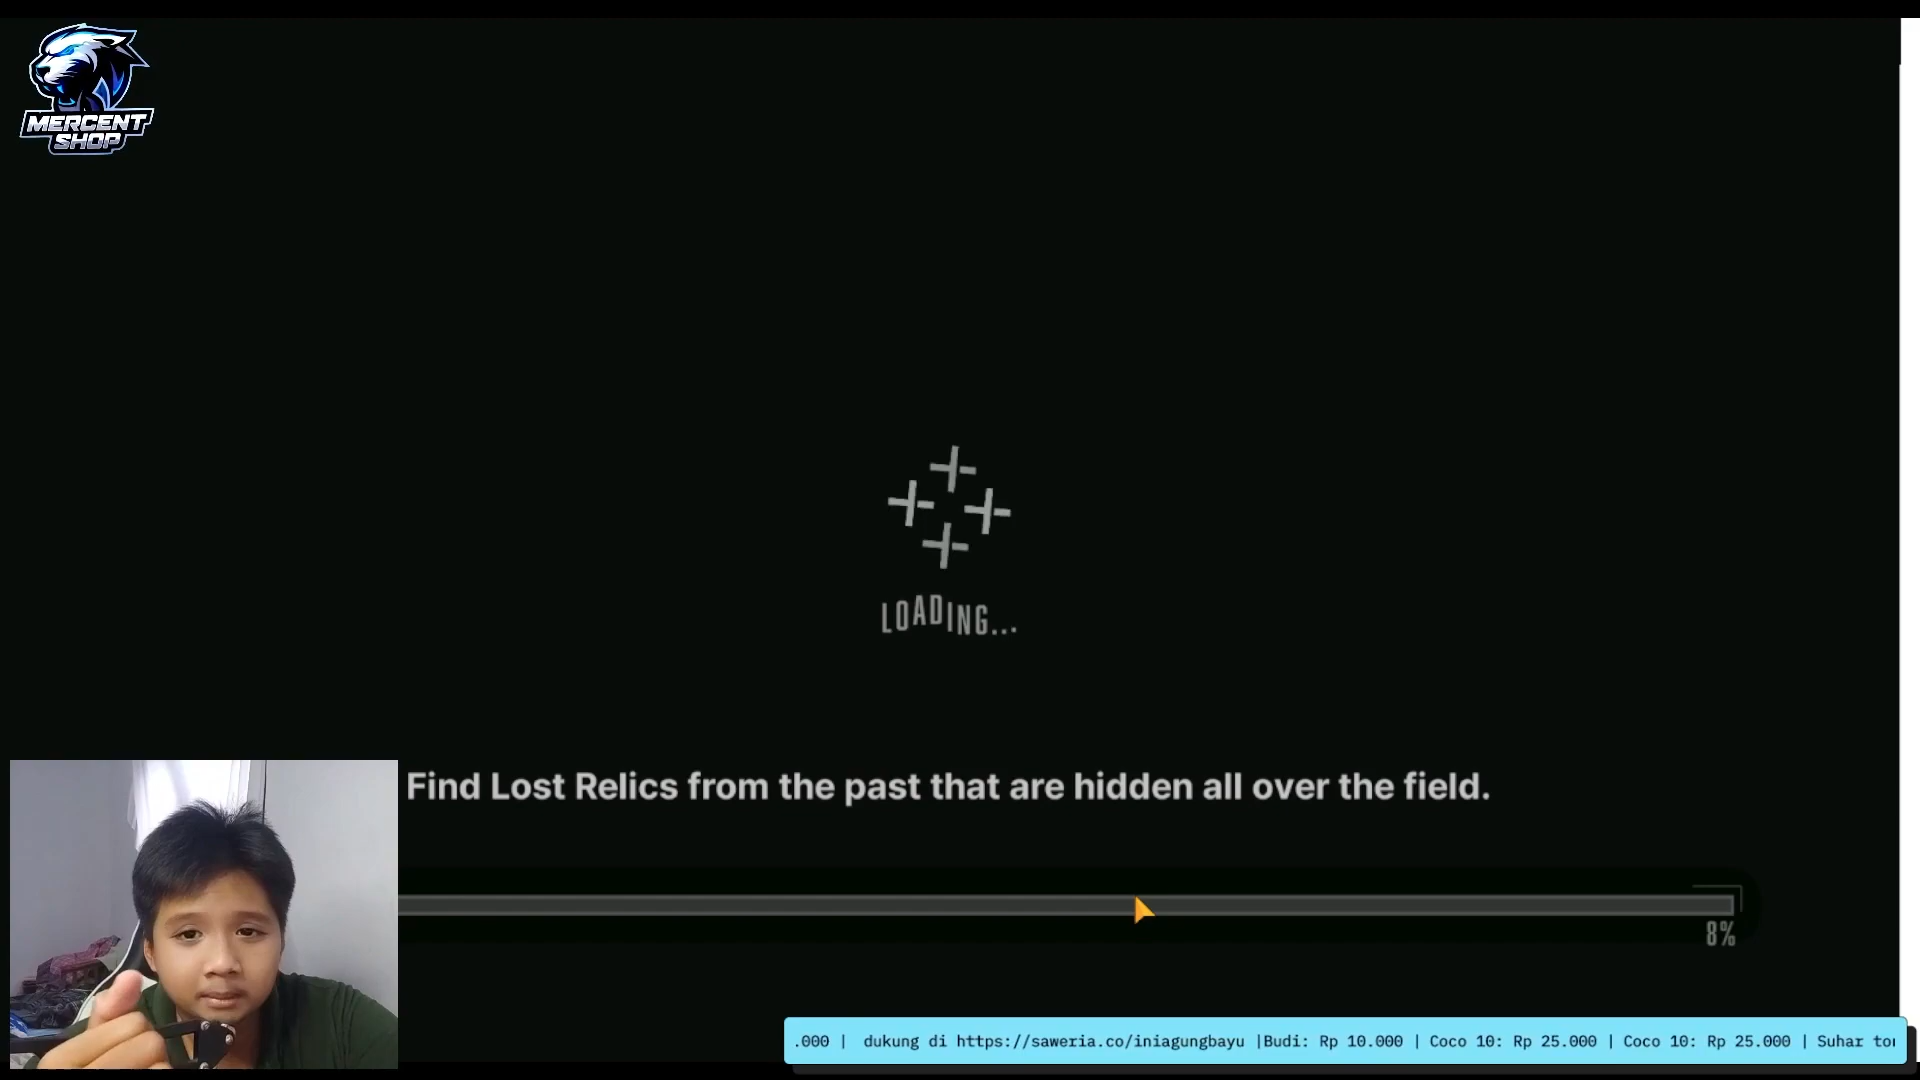 MERCENT
SHOP
LOADING...
Find Lost Relics from the past that are hidden all over the field.
8%
.000 | dukung di https://saweria.co/iniagungbayu |Budi: Rp 10.000 | Coco 10: Rp 25.000 | Coco 10: Rp 25.000 | Suhar